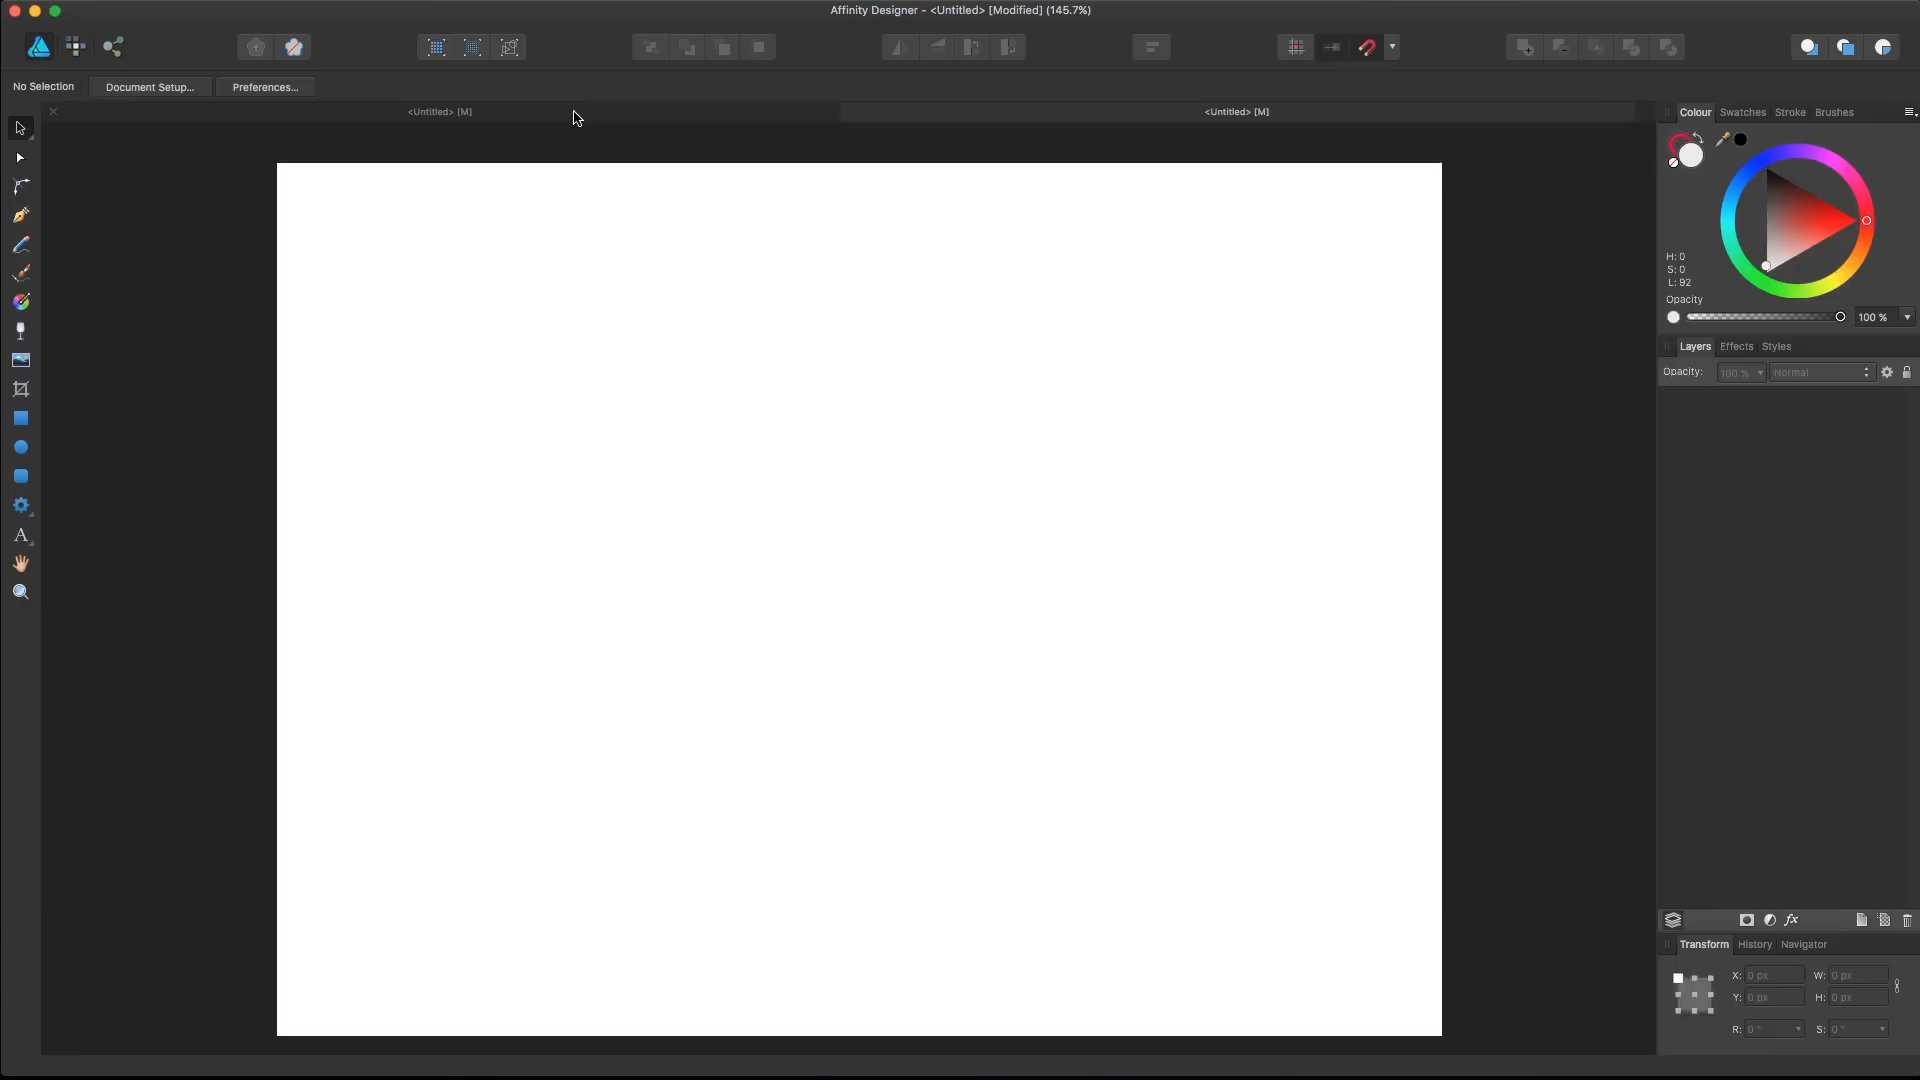 Affinity Designer - <Untitled> [Modified] (145.7%)
No Selection
Document Setup...
Preferences...
<Untitled> [M]
<Untitled> [M]
Colour
Swatches
Stroke
Brushes
H: 0
S: 0
L: 92
Opacity
100 %
Layers
Effects
Styles
Opacity:
100 %
Normal
A
fx
Transform
History
Navigator
X: 0 px
W: 0 px
Y: 0 px
H: 0 px
R: 0 °
S: 0 °